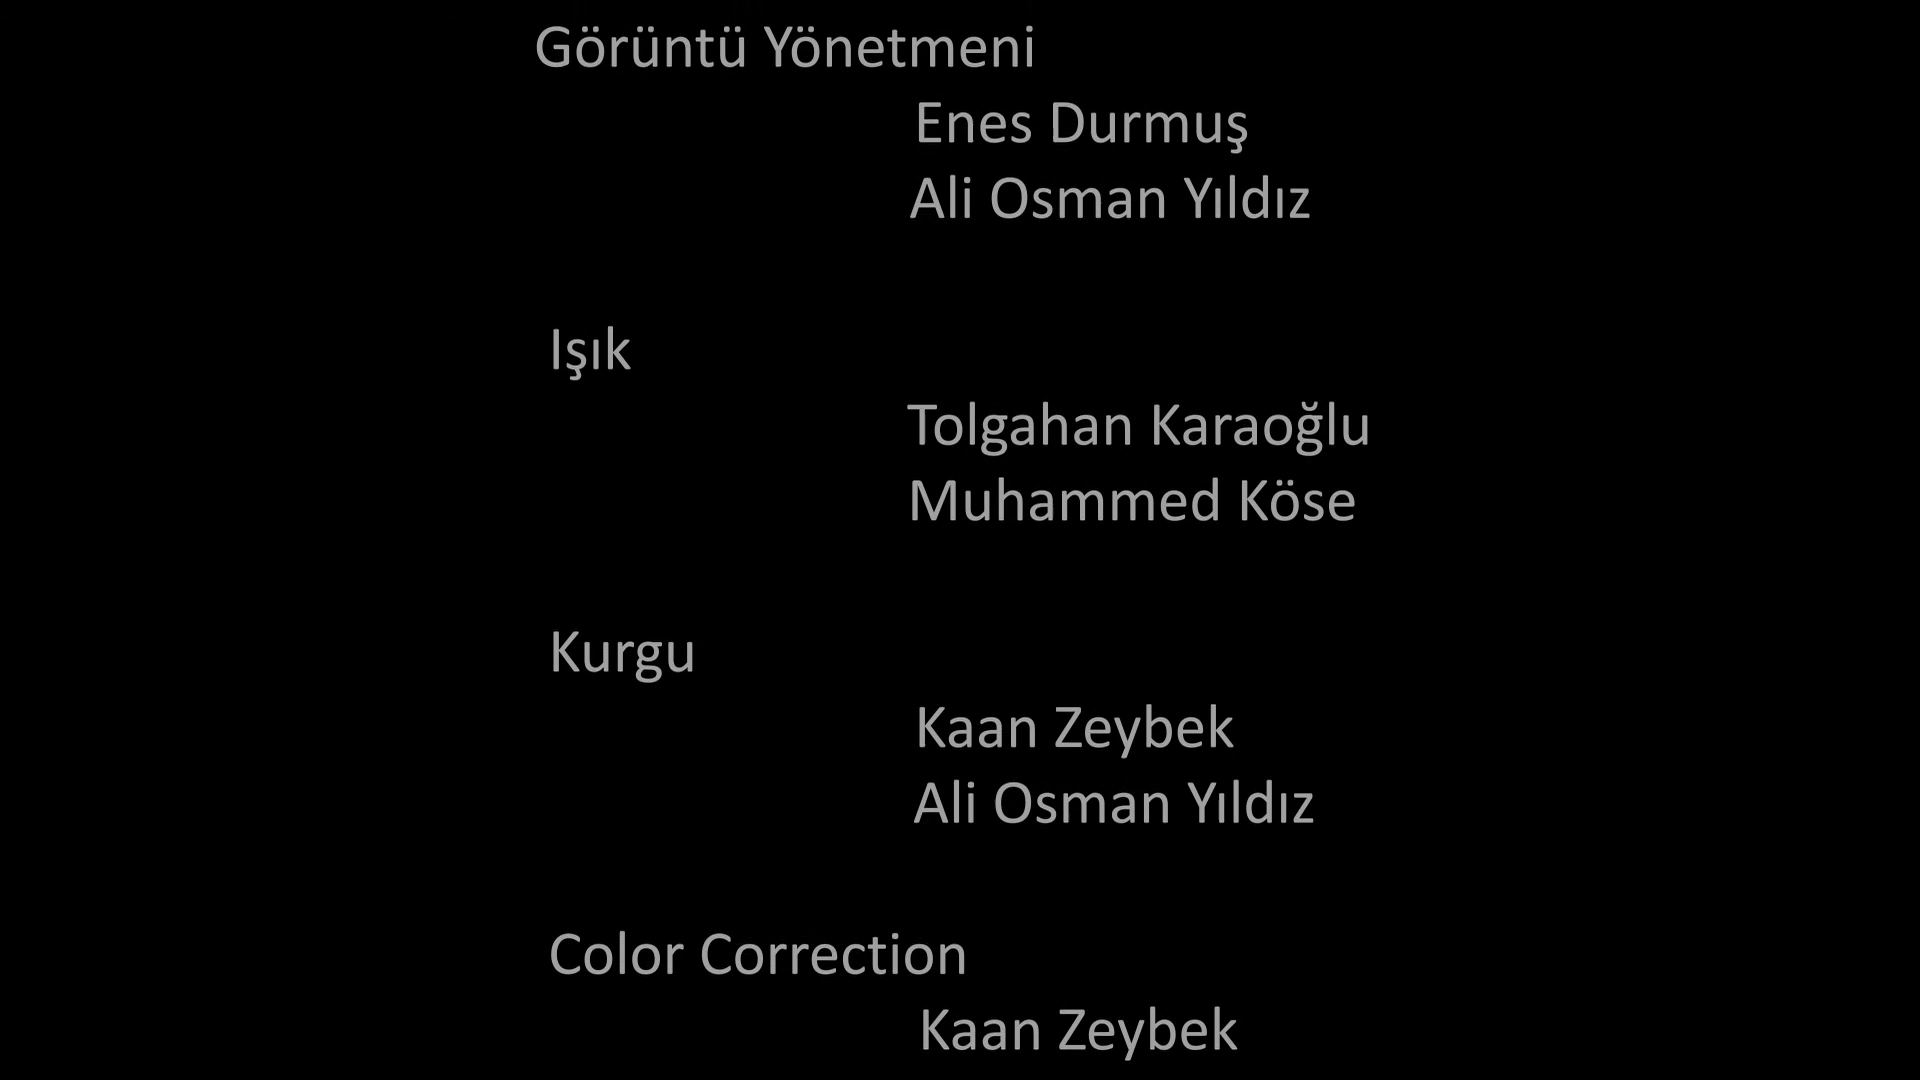 Görüntü Yönetmeni
Enes Durmuş
Ali Osman Yıldız
Işık
Tolgahan Karaoğlu
Muhammed Köse
Kurgu
Kaan Zeybek
Ali Osman Yıldız
Color Correction
Kaan Zeybek